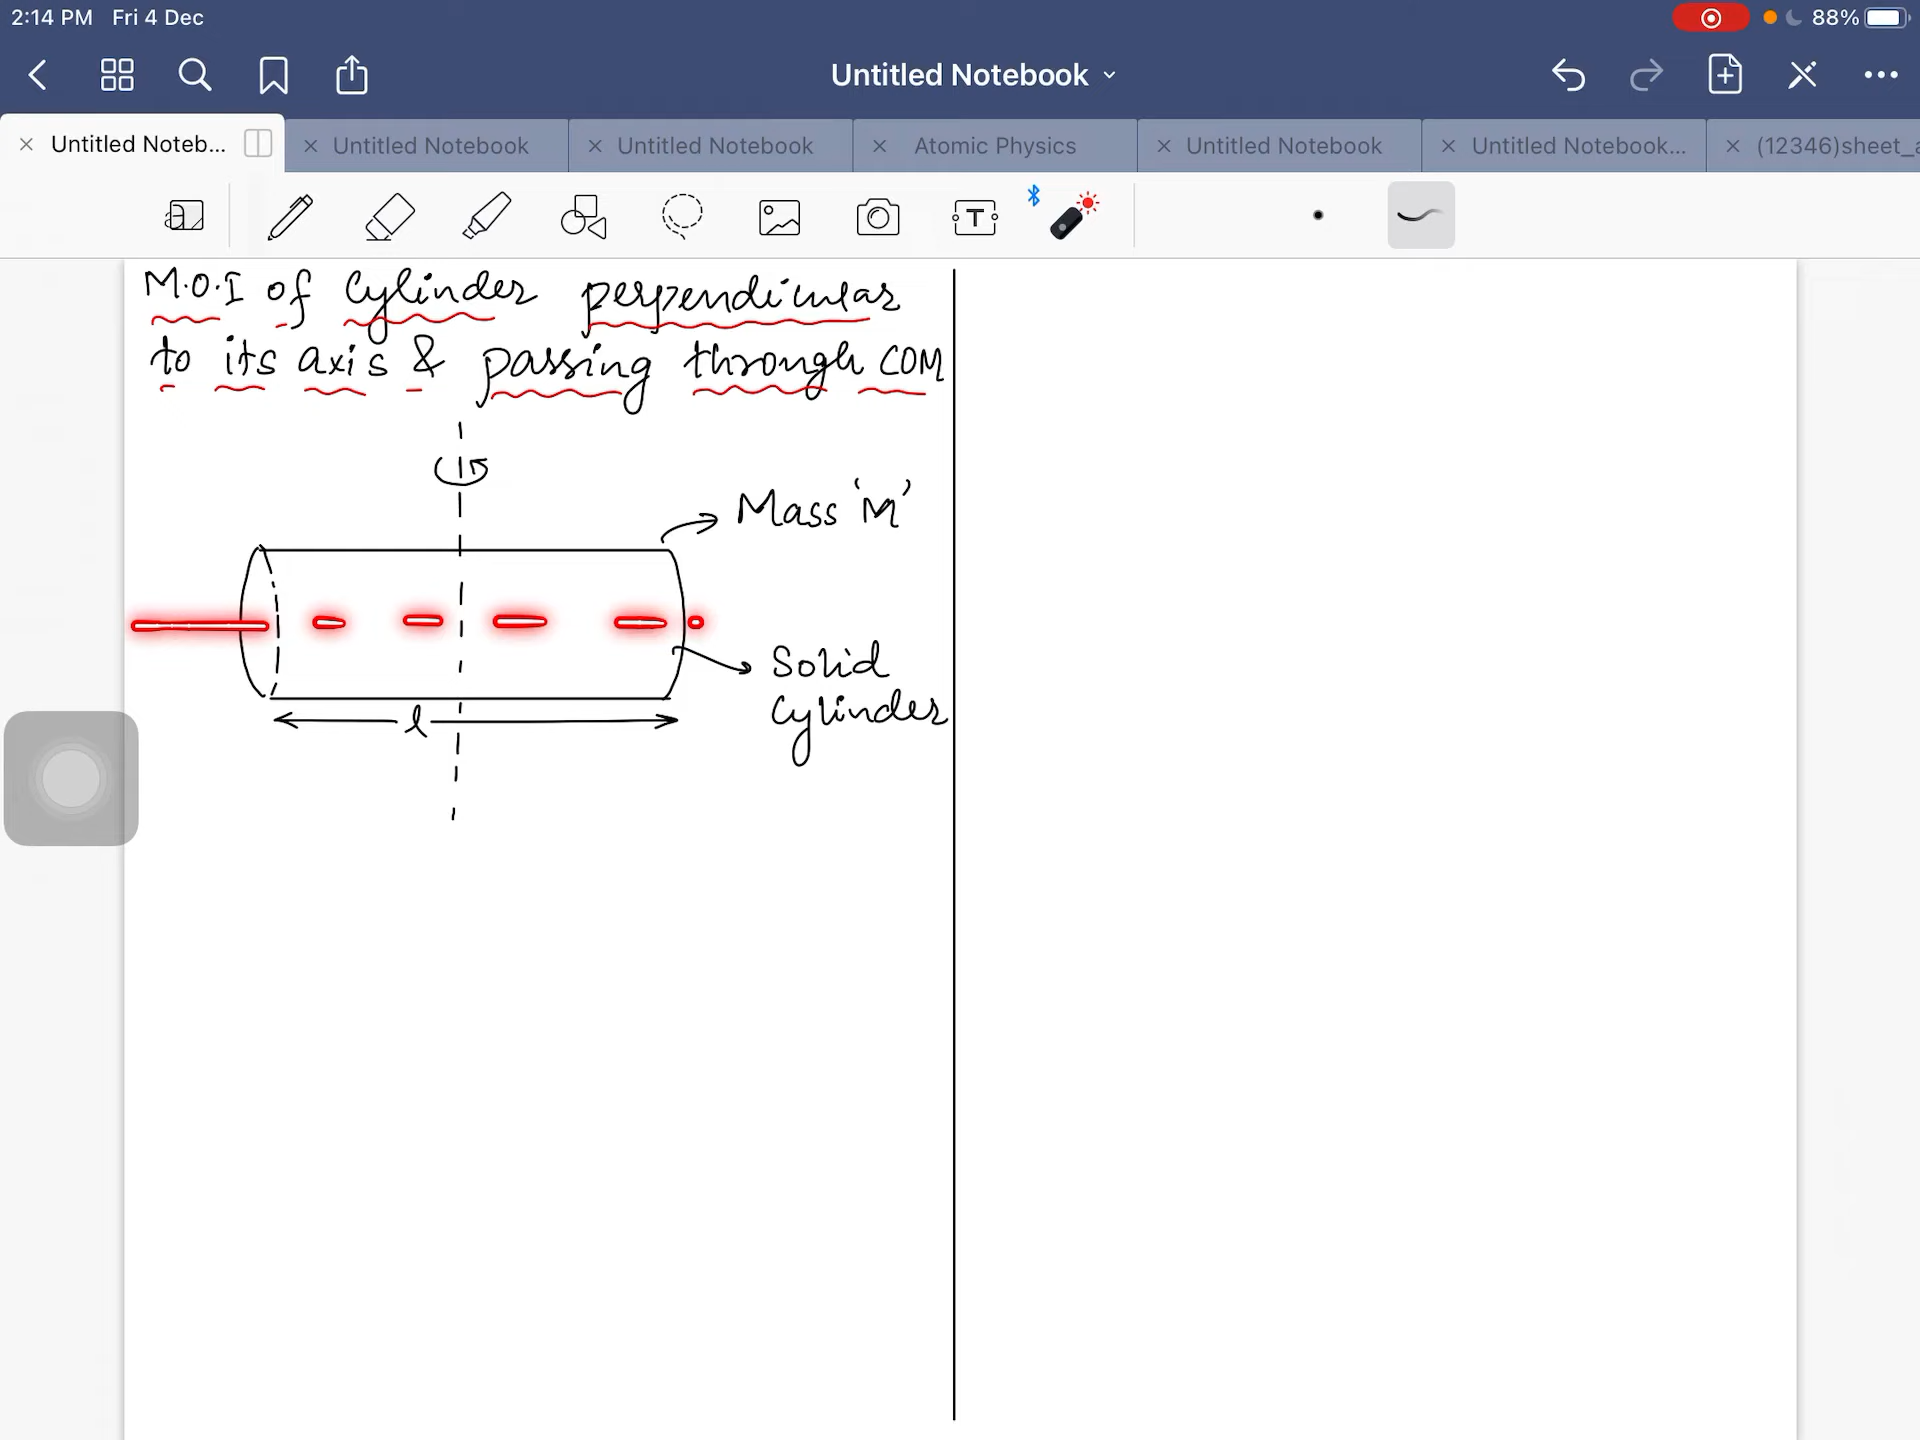 2:14 PM Fri 4 Dec
88%
Untitled Notebook
Untitled Noteb...
Untitled Notebook
Untitled Notebook
Atomic Physics
Untitled Notebook
Untitled Notebook...
(12346)sheet_a
M.O.I of Cylinder perpendicular
to its axis & passing through COM
Mass 'M'
Solid
Cylinder
l